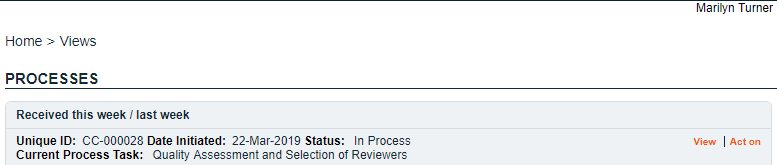 Marilyn Turner
Home > Views
PROCESSES
Received this week / last week
Unique ID: CC-000028 Date Initiated: 22-Mar-2019 Status: In Process View | Act on
Current Process Task: Quality Assessment and Selection of Reviewers